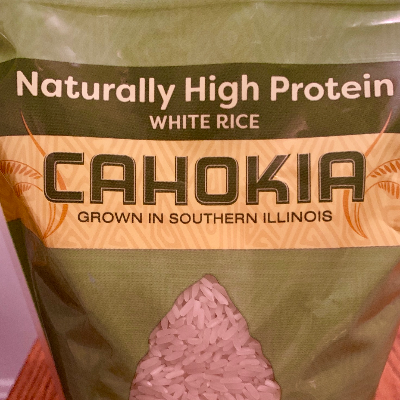 Naturally High Protein
WHITE RICE
CAHOKIA
GROWN IN SOUTHERN ILLINOIS